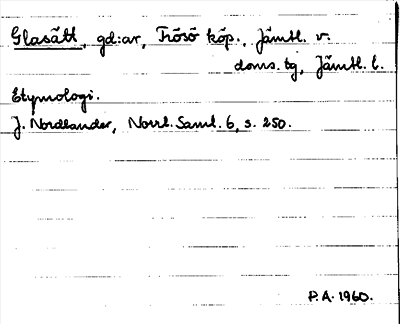 Glasätt, gd:ar, Frösö köp., Jämtl. v.
doms. tg, Jämtl. l.
Etymologi.
J. Nordlander, Norrl. Saml. 6, s. 250.
P.A. 1960.